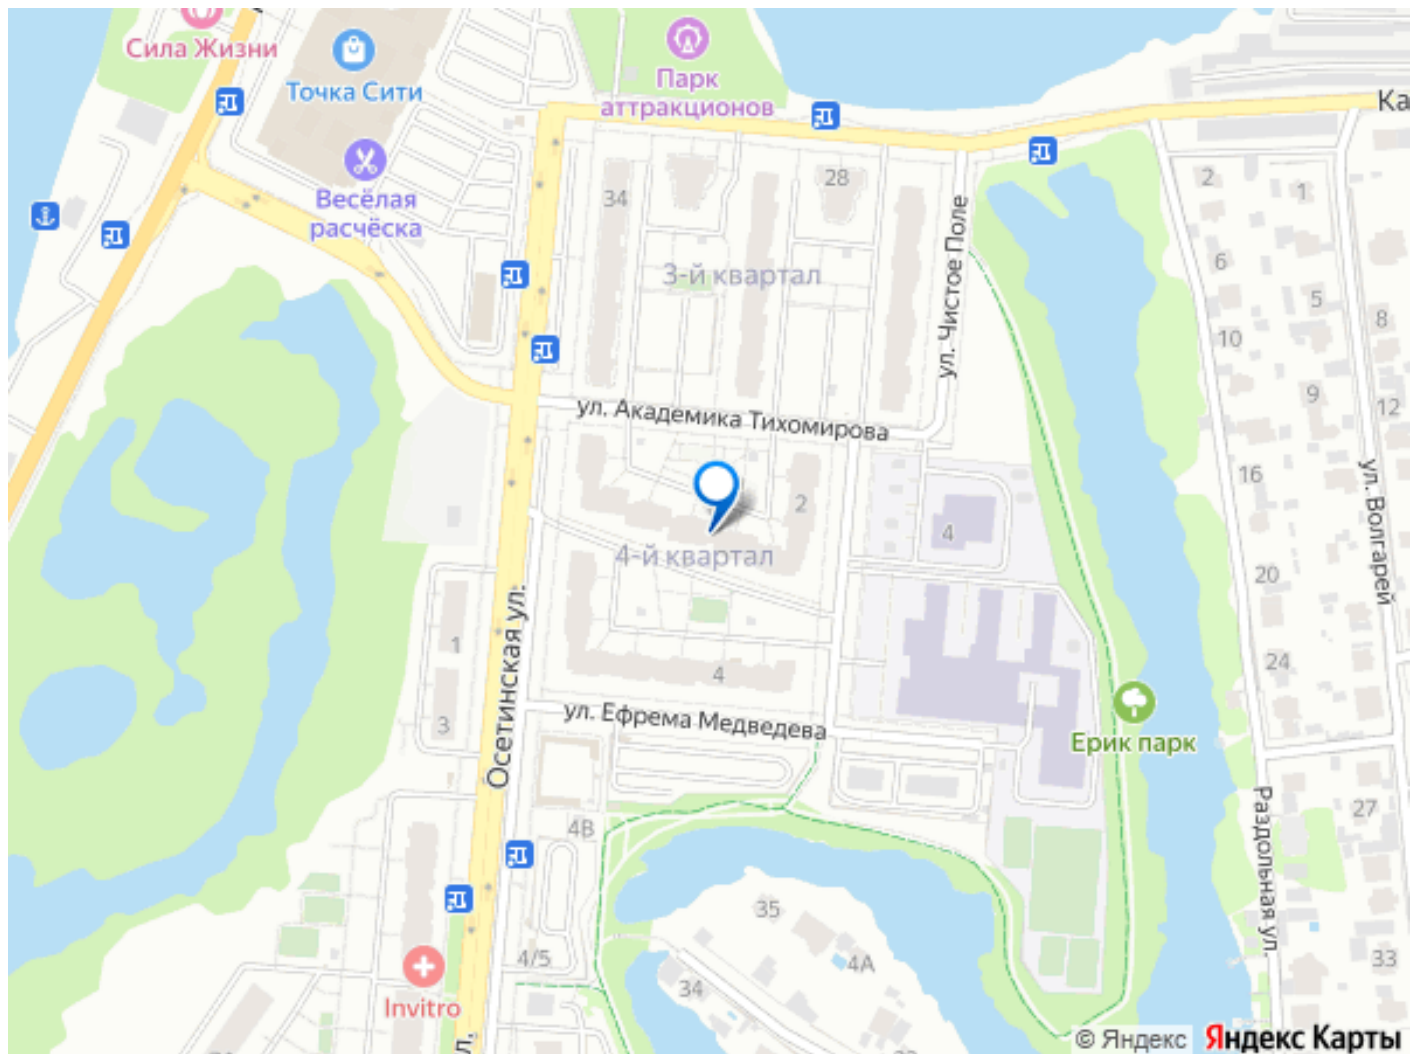 Сила Жизни
Точка Сити
Парк
аттракционов
Ка
Весёлая
расчёска
34
28
2
1
3-й квартал
ул. Чистое Поле
6
5
8
10
9
12
ул. Академика Тихомирова
16
ул. Волгарей
2
4
4-й квартал
20
Осетинская ул.
1
24
4
3
ул. Ефрема Медведева
Ерик парк
27
4В
Раздольная ул.
35
4/5
4А
33
34
Invitro
л.
© Яндекс Яндекс Карты